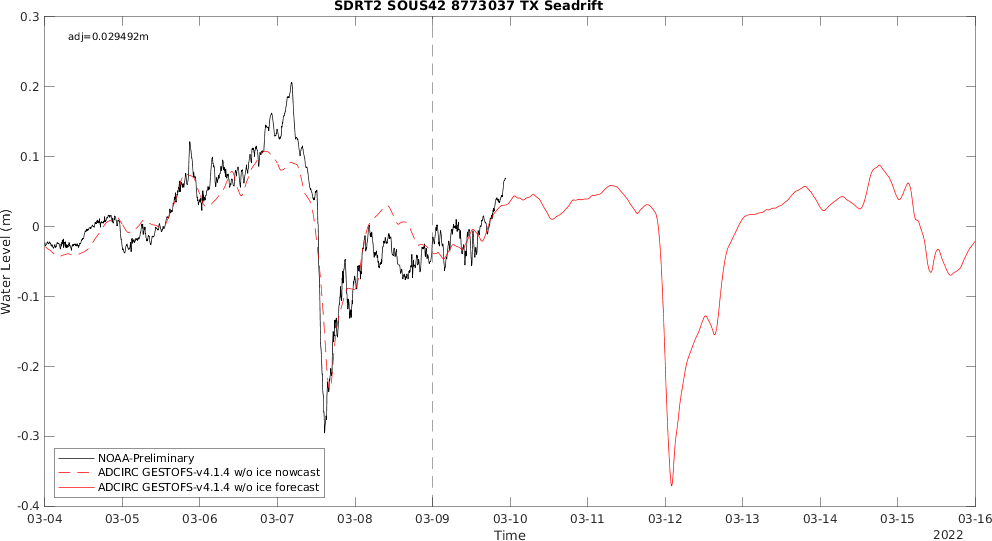 SDRT2 SOUS42 8773037 TX Seadrift
adj=0.029492m
0.3
0.2
0.1
0
-0.1
-0.2
-0.3
-0.4
Water Level (m)
NOAA-Preliminary
ADCIRC GESTOFS-v4.1.4 w/o ice nowcast
ADCIRC GESTOFS-v4.1.4 w/o ice forecast
03-04 03-05 03-06 03-07 03-08 03-09 03-10 03-11 03-12 03-13 03-14 03-15 03-16
Time
2022